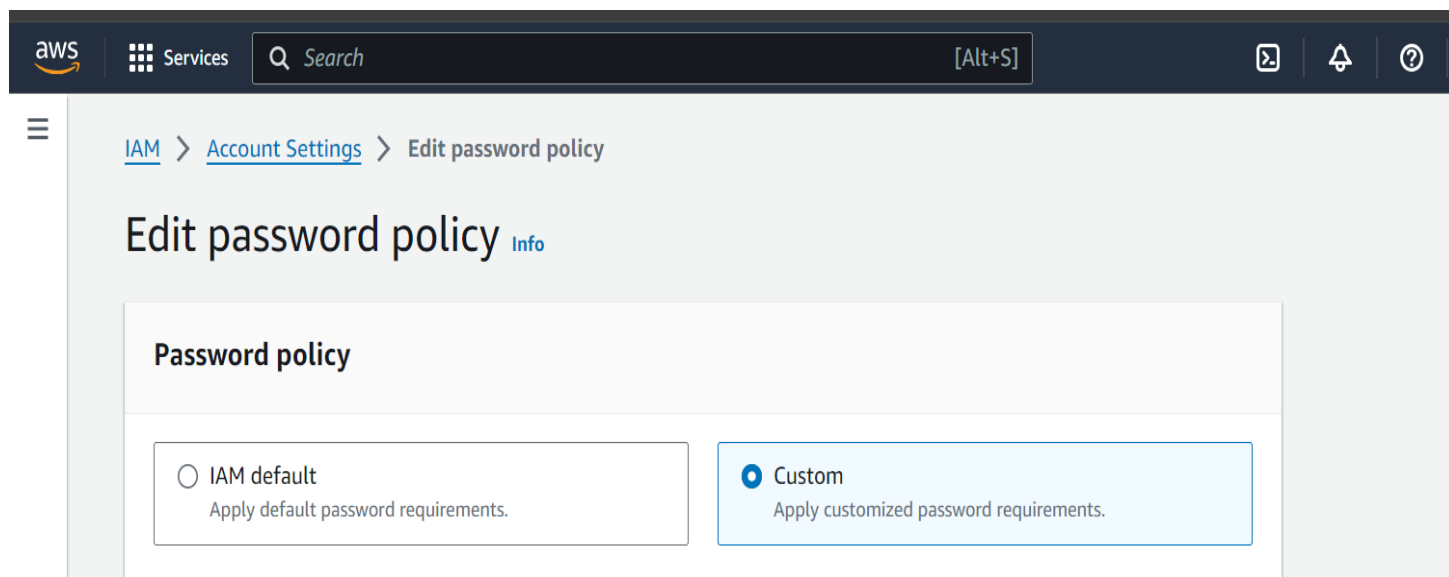 aws Services Search [Alt+S]
IAM > Account Settings > Edit password policy
Edit password policy Info
Password policy
IAM default Custom
Apply default password requirements. Apply customized password requirements.